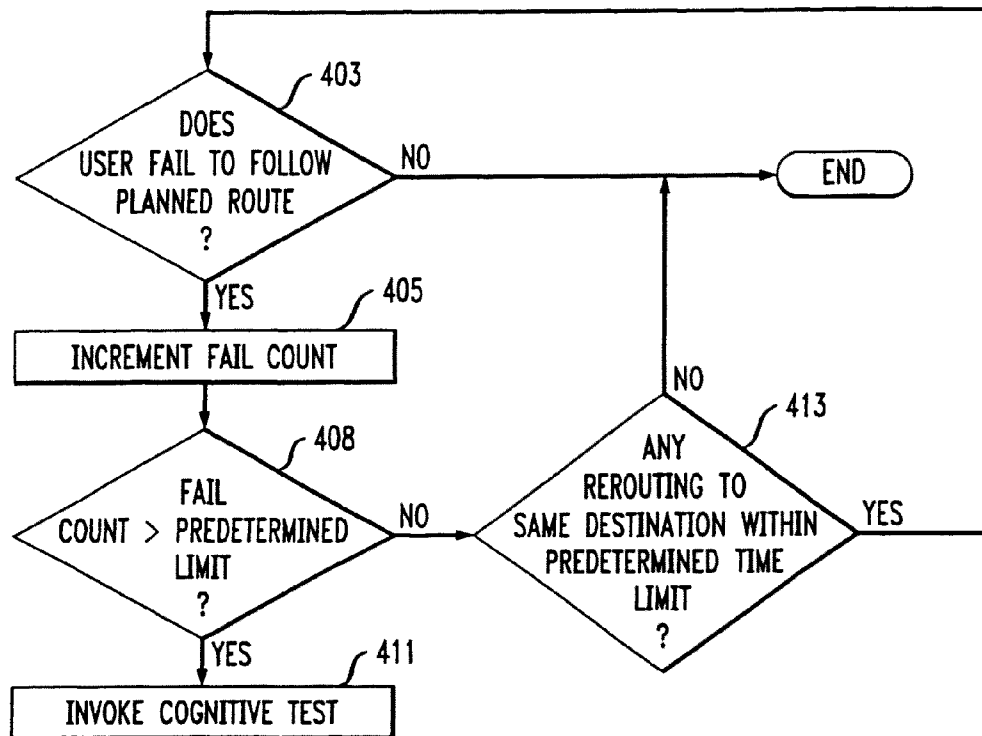 403
DOES
USER FAIL TO FOLLOW
PLANNED ROUTE
?
NO
END
YES
405
INCREMENT FAIL COUNT
408
FAIL
COUNT > PREDETERMINED
LIMIT
?
NO
YES
411
INVOKE COGNITIVE TEST
NO
413
ANY
REROUTING TO
SAME DESTINATION WITHIN
PREDETERMINED TIME
LIMIT
?
YES